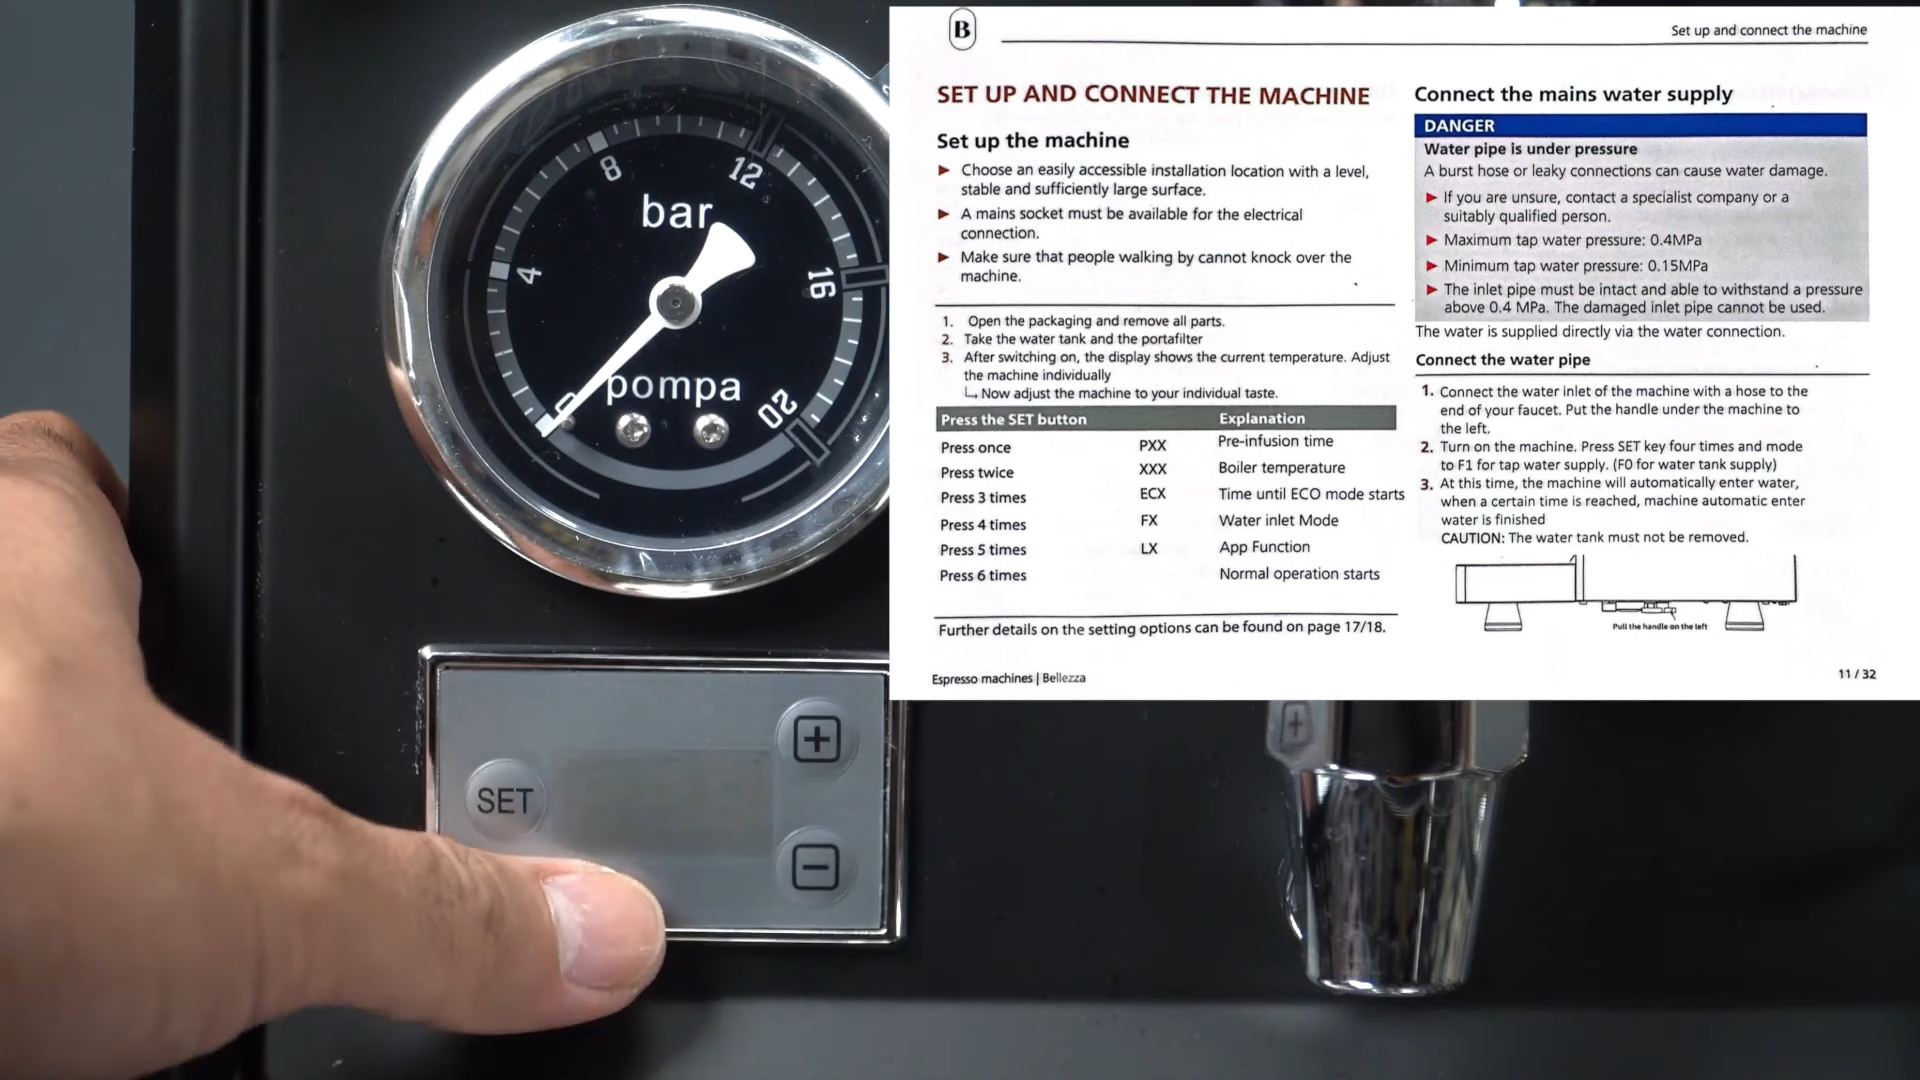 8
12
bar
4
16
pompa
0
20
SET
+
-
+
B
Set up and connect the machine
SET UP AND CONNECT THE MACHINE
Set up the machine
► Choose an easily accessible installation location with a level,
stable and sufficiently large surface.
► A mains socket must be available for the electrical
connection.
► Make sure that people walking by cannot knock over the
machine.
1. Open the packaging and remove all parts.
2. Take the water tank and the portafilter
3. After switching on, the display shows the current temperature. Adjust
the machine individually
↳ Now adjust the machine to your individual taste.
Press the SET button Explanation
Press once PXX Pre-infusion time
Press twice XXX Boiler temperature
Press 3 times ECX Time until ECO mode starts
Press 4 times FX Water inlet Mode
Press 5 times LX App Function
Press 6 times Normal operation starts
Further details on the setting options can be found on page 17/18.
Connect the mains water supply
DANGER
Water pipe is under pressure
A burst hose or leaky connections can cause water damage.
► If you are unsure, contact a specialist company or a
suitably qualified person.
► Maximum tap water pressure: 0.4MPa
► Minimum tap water pressure: 0.15MPa
► The inlet pipe must be intact and able to withstand a pressure
above 0.4 MPa. The damaged inlet pipe cannot be used.
The water is supplied directly via the water connection.
Connect the water pipe
1. Connect the water inlet of the machine with a hose to the
end of your faucet. Put the handle under the machine to
the left.
2. Turn on the machine. Press SET key four times and mode
to F1 for tap water supply. (F0 for water tank supply)
3. At this time, the machine will automatically enter water,
when a certain time is reached, machine automatic enter
water is finished
CAUTION: The water tank must not be removed.
Pull the handle on the left
Espresso machines | Bellezza
11 / 32